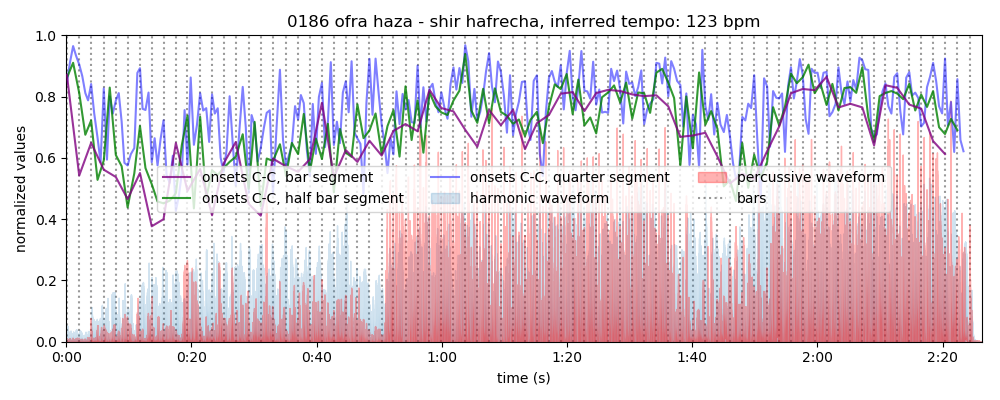 0186 ofra haza - shir hafrecha, inferred tempo: 123 bpm
normalized values
1.0
0.8
0.6
0.4
0.2
0.0
onsets C-C, bar segment
onsets C-C, half bar segment
onsets C-C, quarter segment
harmonic waveform
percussive waveform
bars
0:00 0:20 0:40 1:00 1:20 1:40 2:00 2:20
time (s)